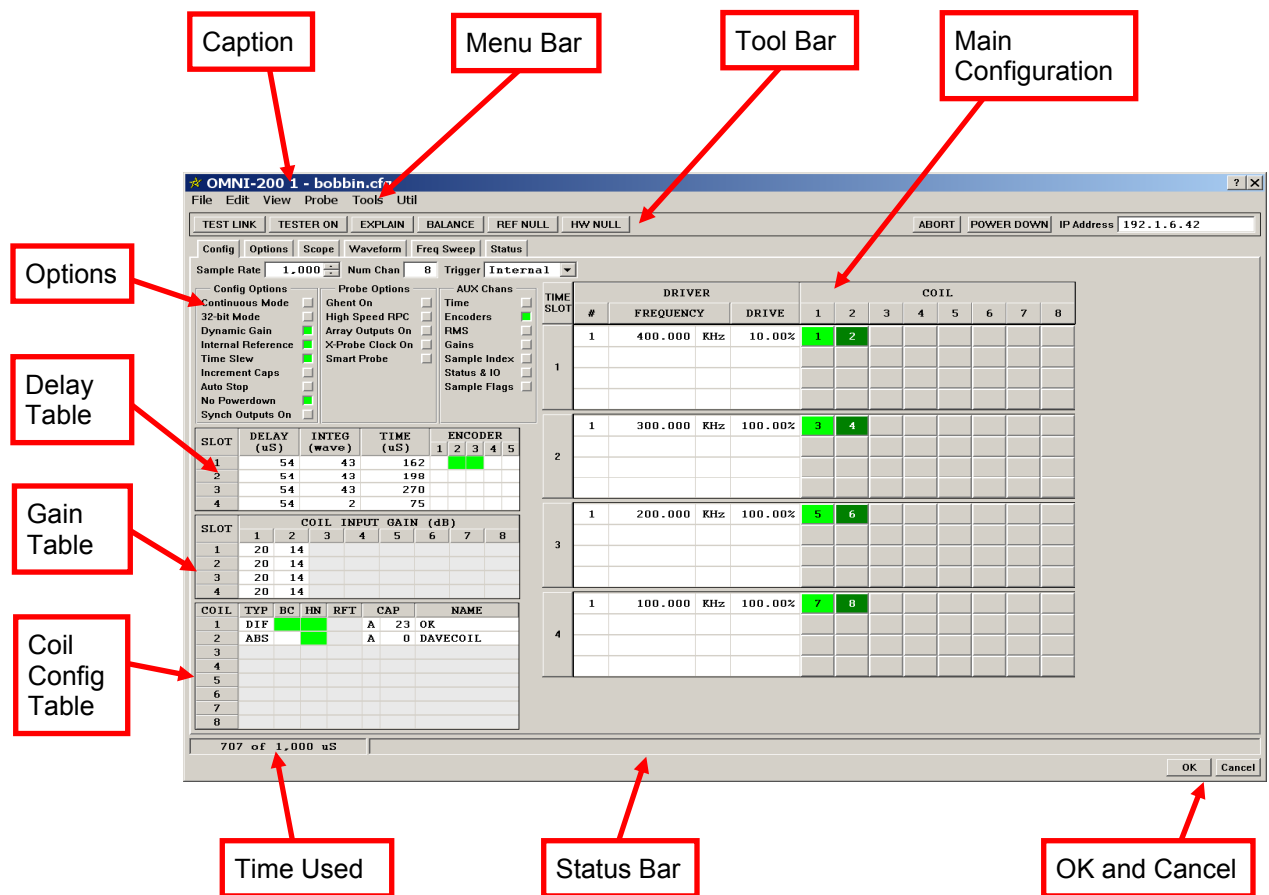 Caption
Menu Bar
Tool Bar
Main
Configuration
OMNI-200 1 - bobbin.cfg
? X
File Edit View Probe Tools Util
TEST LINK TESTER ON EXPLAIN BALANCE REF NULL HW NULL ABORT POWER DOWN IP Address 192.1.6.42
Config Options Scope Waveform Freq Sweep Status
Sample Rate 1,000 Num Chan 8 Trigger Internal
Options
Config Options
Continuous Mode
32-bit Mode
Dynamic Gain
Internal Reference
Time Slew
Increment Caps
Auto Stop
No Powerdown
Synch Outputs On
Probe Options
Ghent On
High Speed RPC
Array Outputs On
X-Probe Clock On
Smart Probe
AUX Chans
Time
Encoders
RMS
Gains
Sample Index
Status & IO
Sample Flags
TIME SLOT DRIVER COIL
# FREQUENCY DRIVE 1 2 3 4 5 6 7 8
1 1 400.000 KHz 10.00% 1 2
2 1 300.000 KHz 100.00% 3 4
3 1 200.000 KHz 100.00% 5 6
4 1 100.000 KHz 100.00% 7 8
Delay
Table
SLOT DELAY (uS) INTEG (wave) TIME (uS) ENCODER
1 2 3 4 5
1 54 43 162
2 54 43 198
3 54 43 270
4 54 2 75
Gain
Table
SLOT COIL INPUT GAIN (dB)
1 2 3 4 5 6 7 8
1 20 14
2 20 14
3 20 14
4 20 14
Coil
Config
Table
COIL TYP BC HN RFT CAP NAME
1 DIF A 23 OK
2 ABS A 0 DAVECOIL
3
4
5
6
7
8
707 of 1,000 uS
OK Cancel
Time Used
Status Bar
OK and Cancel